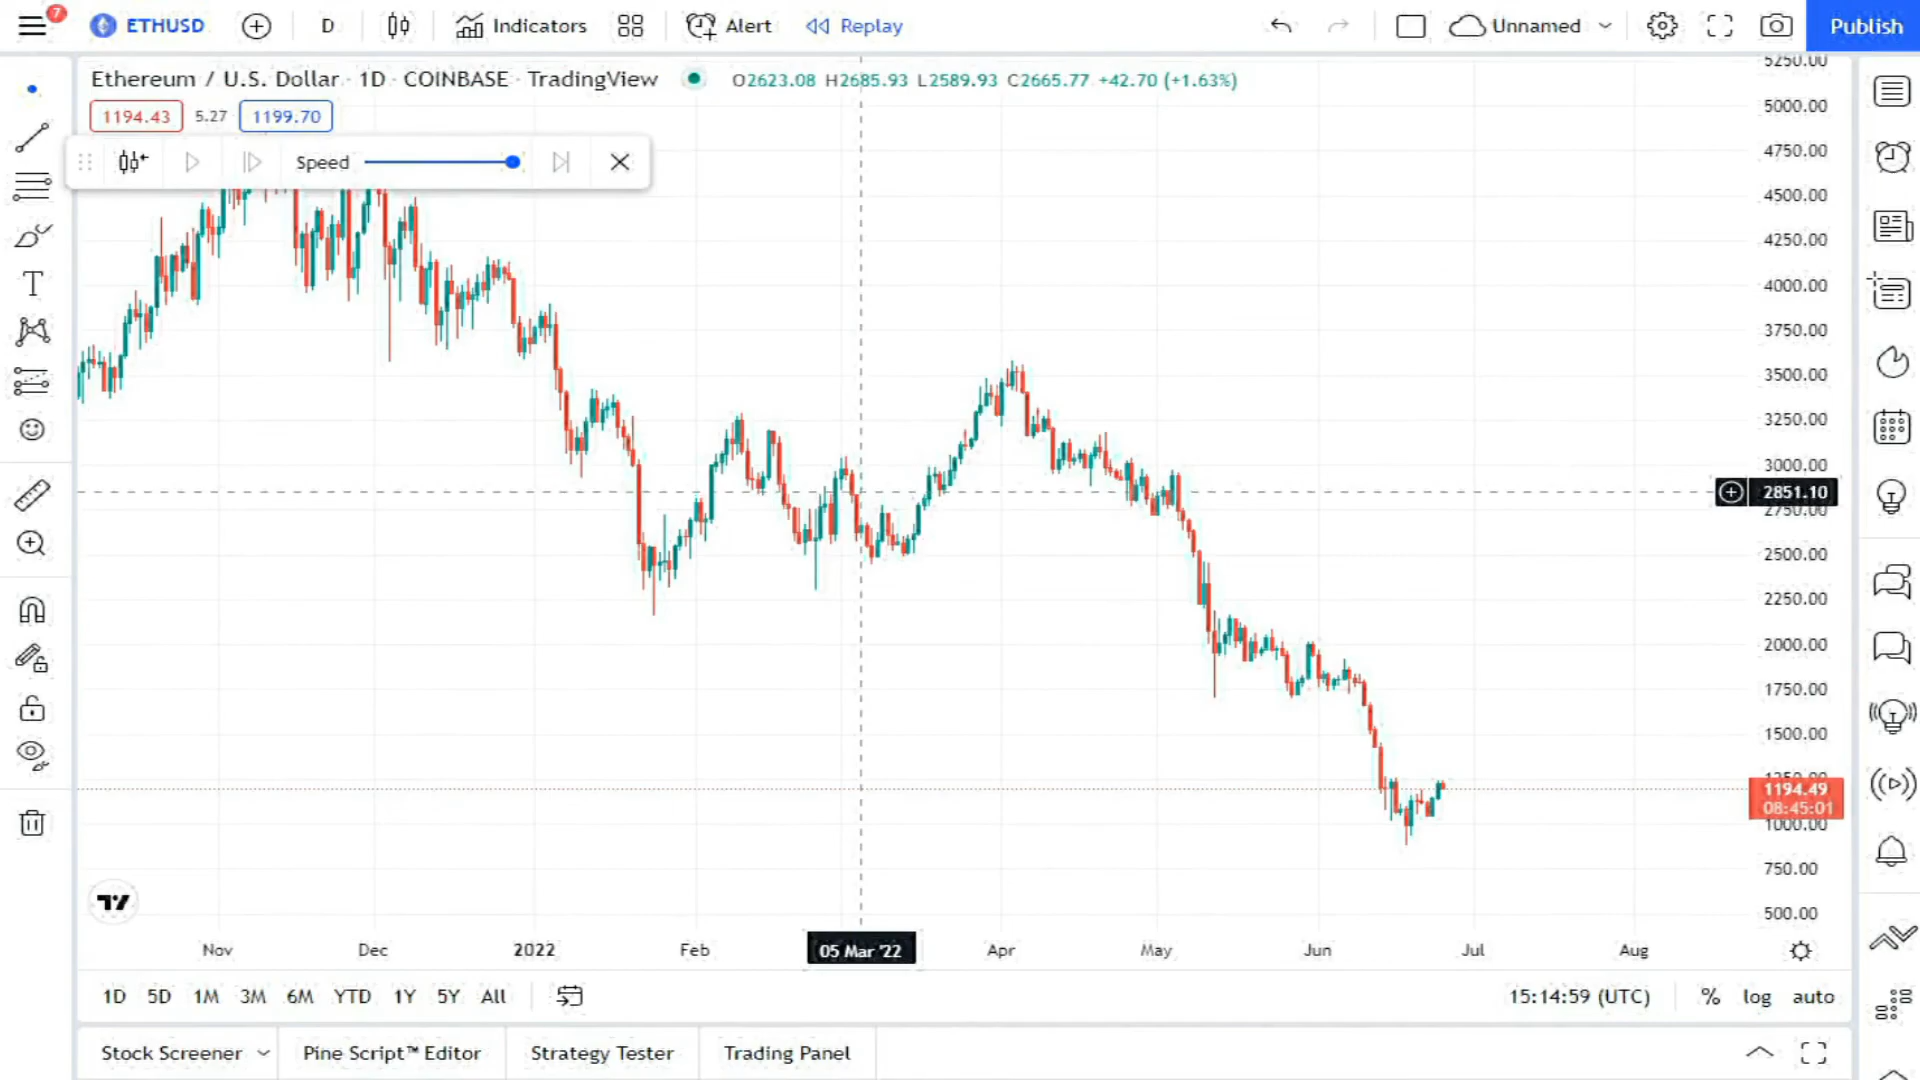 7
ETHUSD
D
Indicators
Alert
Replay
Unnamed
Publish
Ethereum / U.S. Dollar · 1D · COINBASE · TradingView
O2623.08 H2685.93 L2589.93 C2665.77 +42.70 (+1.63%)
1194.43
5.27
1199.70
Speed
5250.00
5000.00
4750.00
4500.00
4250.00
4000.00
3750.00
3500.00
3250.00
3000.00
2851.10
2750.00
2500.00
2250.00
2000.00
1750.00
1500.00
1250.00
1194.49
08:45:01
1000.00
750.00
500.00
Nov
Dec
2022
Feb
05 Mar '22
Apr
May
Jun
Jul
Aug
1D 5D 1M 3M 6M YTD 1Y 5Y All
15:14:59 (UTC)
% log auto
Stock Screener
Pine Script™ Editor
Strategy Tester
Trading Panel